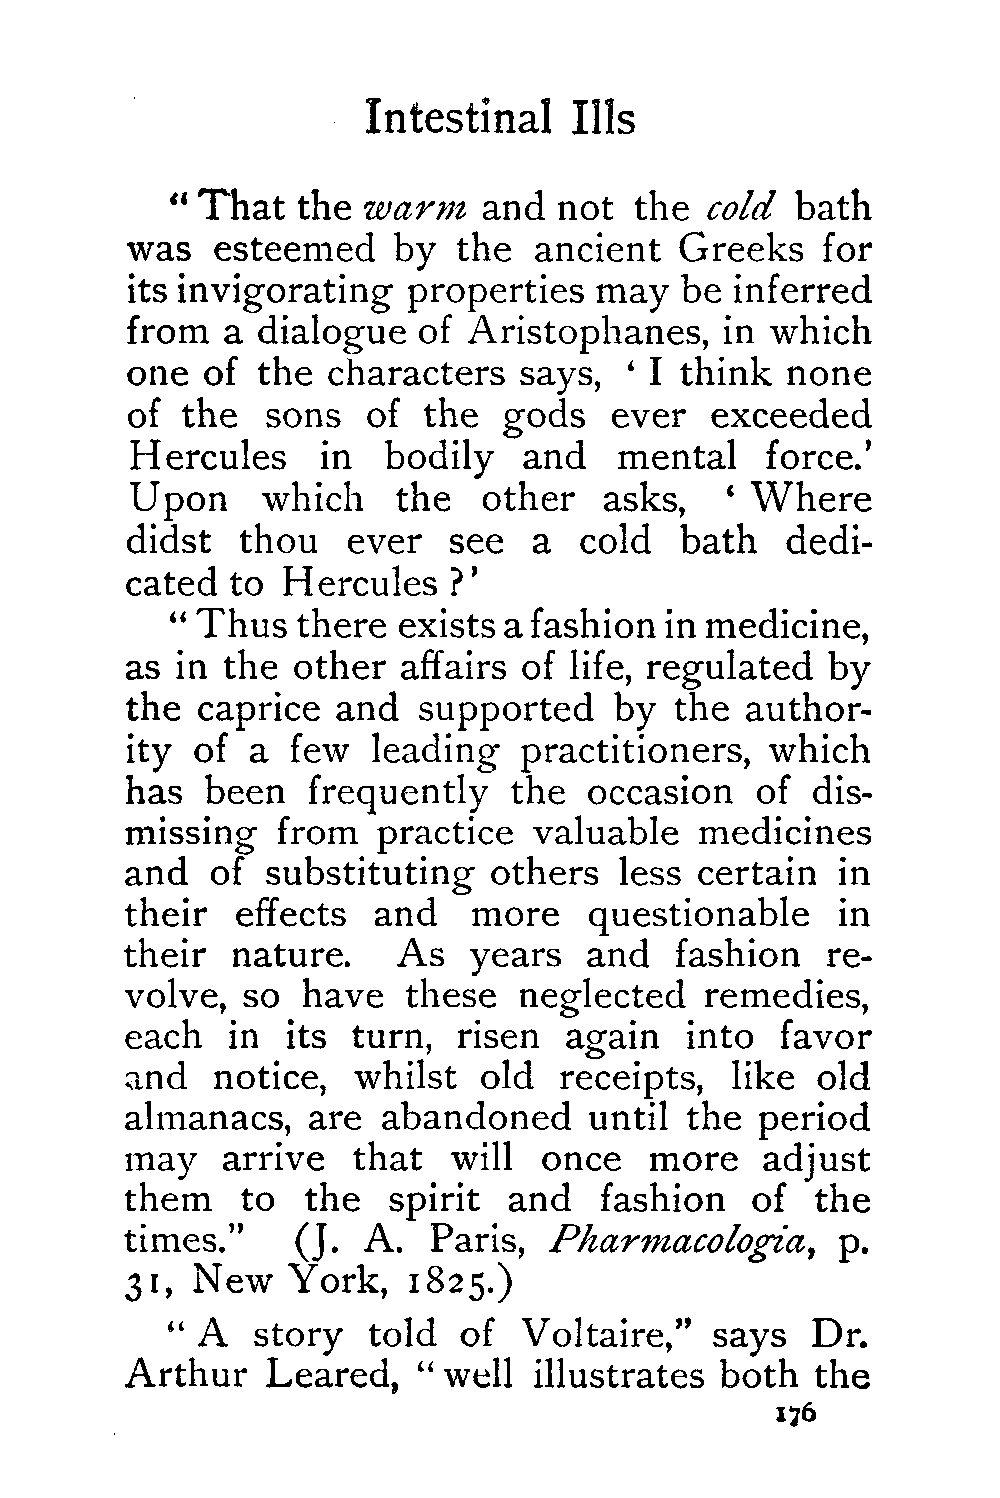 Intestinal Ills
“ That the warm and not the cold bath
was esteemed by the ancient Greeks for
its invigorating properties may be inferred
from a dialogue of Aristophanes, in which
one of the characters says, ‘ I think none
of the sons of the gods ever exceeded
Hercules in bodily and mental force.’
Upon which the other asks, ‘ Where
didst thou ever see a cold bath dedi-
cated to Hercules ?’
“ Thus there exists a fashion in medicine,
as in the other affairs of life, regulated by
the caprice and supported by the author-
ity of a few leading practitioners, which
has been frequently the occasion of dis-
missing from practice valuable medicines
and of substituting others less certain in
their effects and more questionable in
their nature. As years and fashion re-
volve, so have these neglected remedies,
each in its turn, risen again into favor
and notice, whilst old receipts, like old
almanacs, are abandoned until the period
may arrive that will once more adjust
them to the spirit and fashion of the
times.” (J. A. Paris, Pharmacologia, p.
31, New York, 1825.)
“ A story told of Voltaire,” says Dr.
Arthur Leared, “ well illustrates both the
176